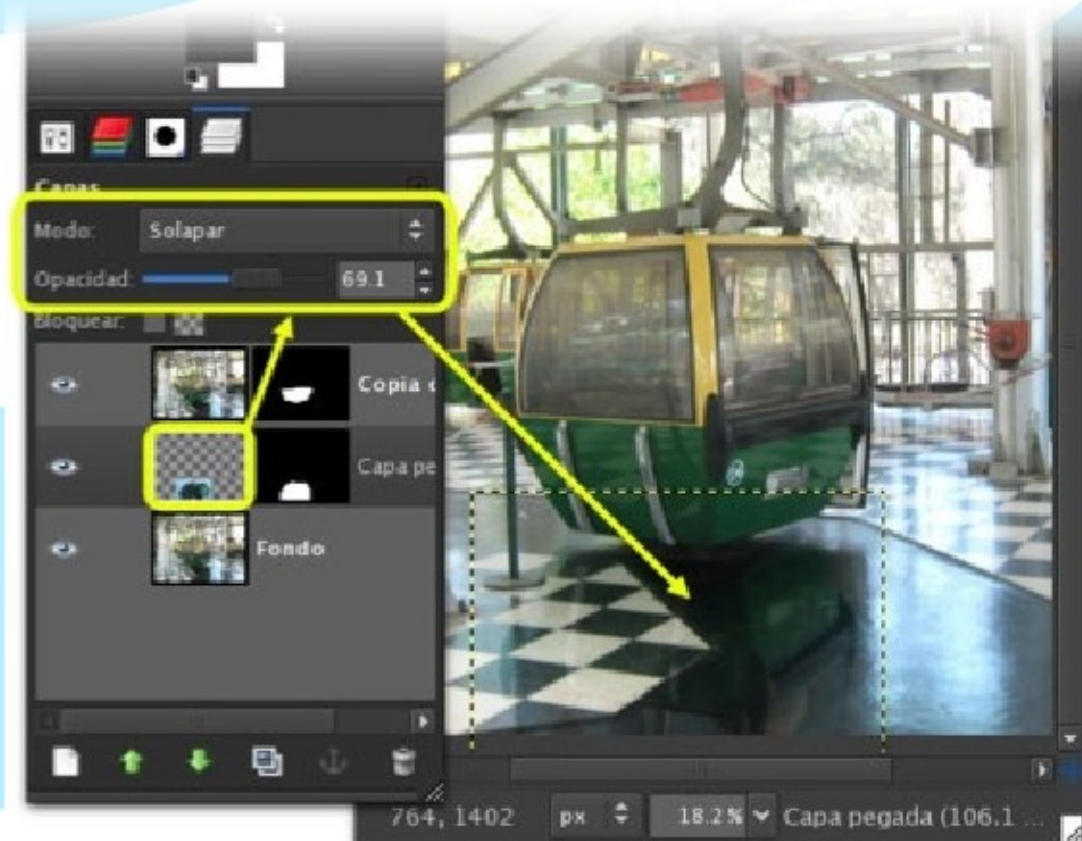 Capas
Modo: Solapar
Opacidad: 69.1
Bloquear:
Copia
Capa pe
Fondo
764, 1402 px 18.2% Capa pegada (106,1 ...